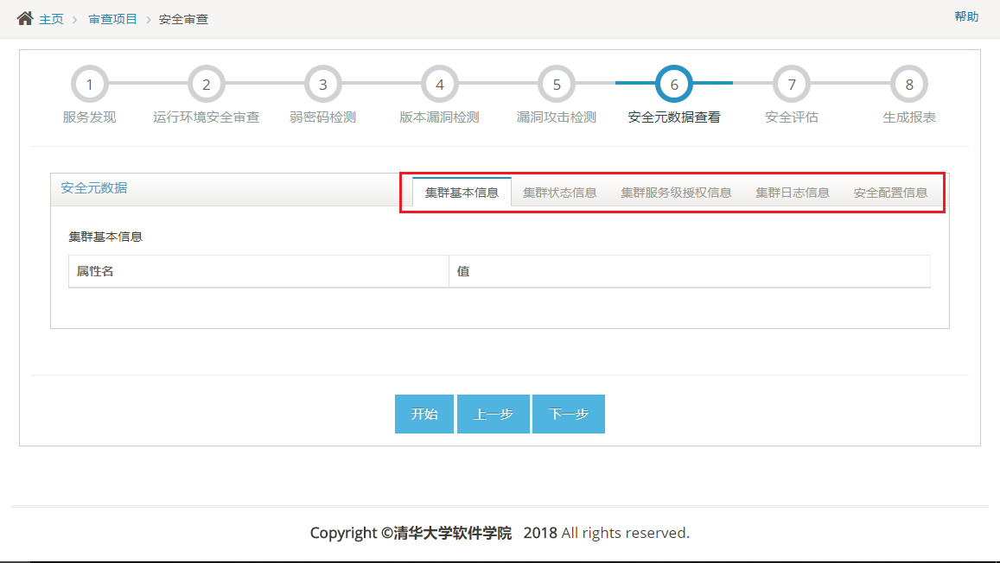 主页 > 审查项目 > 安全审查
帮助
1 2 3 4 5 6 7 8
服务发现 运行环境安全审查 弱密码检测 版本漏洞检测 漏洞攻击检测 安全元数据查看 安全评估 生成报表
安全元数据 集群基本信息 集群状态信息 集群服务级授权信息 集群日志信息 安全配置信息
集群基本信息
属性名 值
开始 上一步 下一步
Copyright ©清华大学软件学院 2018 All rights reserved.